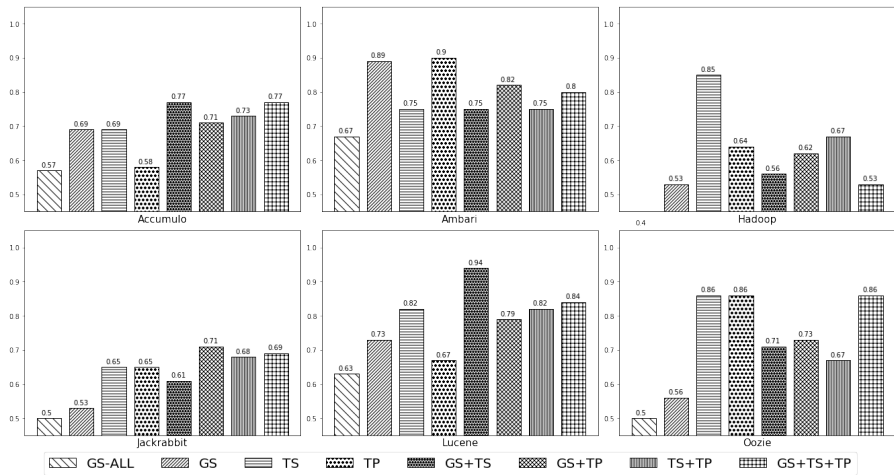 1.0 1.0 1.0
0.9 0.89 0.9 0.9 0.9
0.85
0.8 0.77 0.77 0.8 0.82 0.8 0.8
0.75 0.75 0.75
0.7 0.69 0.69 0.71 0.73 0.7 0.67 0.7 0.64 0.67
0.6 0.57 0.58 0.6 0.6 0.56 0.62
0.5 0.5 0.5 0.53 0.53
Accumulo Ambari Hadoop
0.4
1.0 1.0 1.0
0.94
0.9 0.9 0.9 0.86 0.86 0.86
0.8 0.8 0.82 0.79 0.82 0.84 0.8
0.7 0.65 0.65 0.71 0.68 0.69 0.7 0.73 0.67 0.7 0.71 0.73 0.67
0.6 0.61 0.6 0.63 0.6 0.56
0.5 0.5 0.53 0.5 0.5 0.5
Jackrabbit Lucene Oozie
GS-ALL GS TS TP GS+TS GS+TP TS+TP GS+TS+TP